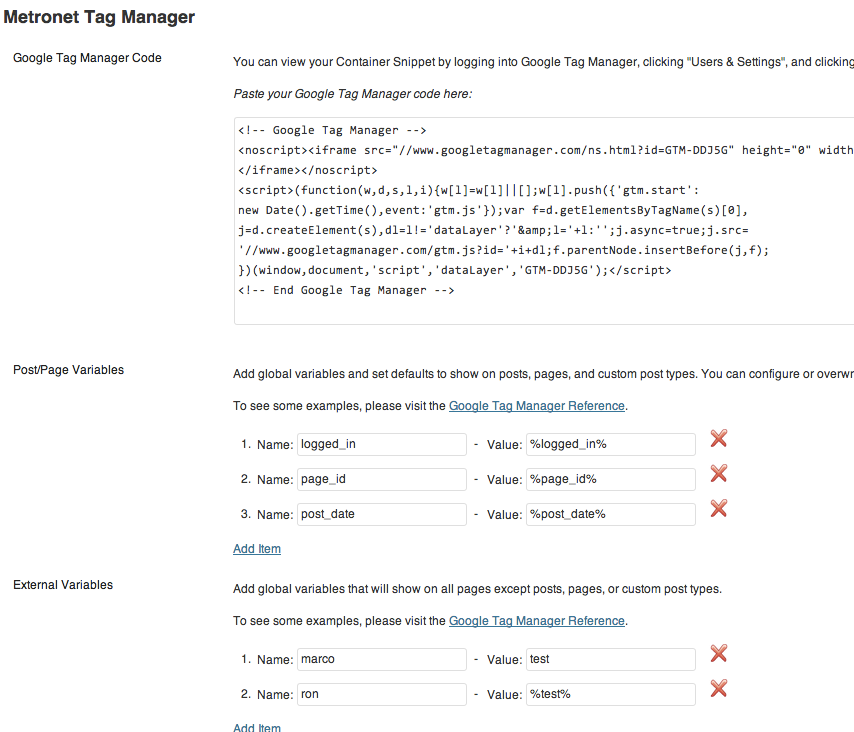 Metronet Tag Manager
Google Tag Manager Code
You can view your Container Snippet by logging into Google Tag Manager, clicking "Users & Settings", and clicking
Paste your Google Tag Manager code here:
<!-- Google Tag Manager -->
<noscript><iframe src="//www.googletagmanager.com/ns.html?id=GTM-DDJ5G" height="0" width
</iframe></noscript>
<script>(function(w,d,s,l,i){w[l]=w[l]||[];w[l].push({'gtm.start':
new Date().getTime(),event:'gtm.js'});var f=d.getElementsByTagName(s)[0],
j=d.createElement(s),dl=l!='dataLayer'?'&amp;l='+l:'';j.async=true;j.src=
'//www.googletagmanager.com/gtm.js?id='+i+dl;f.parentNode.insertBefore(j,f);
})(window,document,'script','dataLayer','GTM-DDJ5G');</script>
<!-- End Google Tag Manager -->
Post/Page Variables
Add global variables and set defaults to show on posts, pages, and custom post types. You can configure or overwr
To see some examples, please visit the Google Tag Manager Reference.
1. Name: logged_in - Value: %logged_in%
2. Name: page_id - Value: %page_id%
3. Name: post_date - Value: %post_date%
Add Item
External Variables
Add global variables that will show on all pages except posts, pages, or custom post types.
To see some examples, please visit the Google Tag Manager Reference.
1. Name: marco - Value: test
2. Name: ron - Value: %test%
Add Item